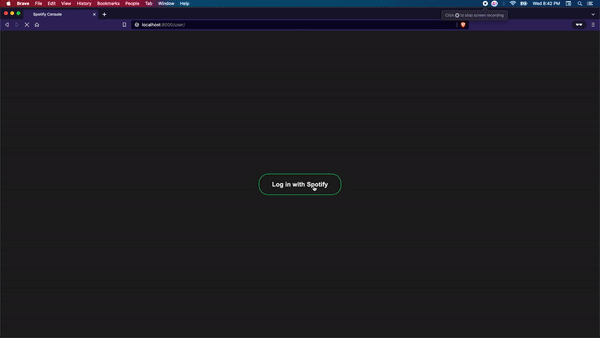 Brave File Edit View History Bookmarks People Tab Window Help
Wed 8:42 PM
Spotify Console
Click to stop screen recording
localhost:8000/user/
Log in with Spotify